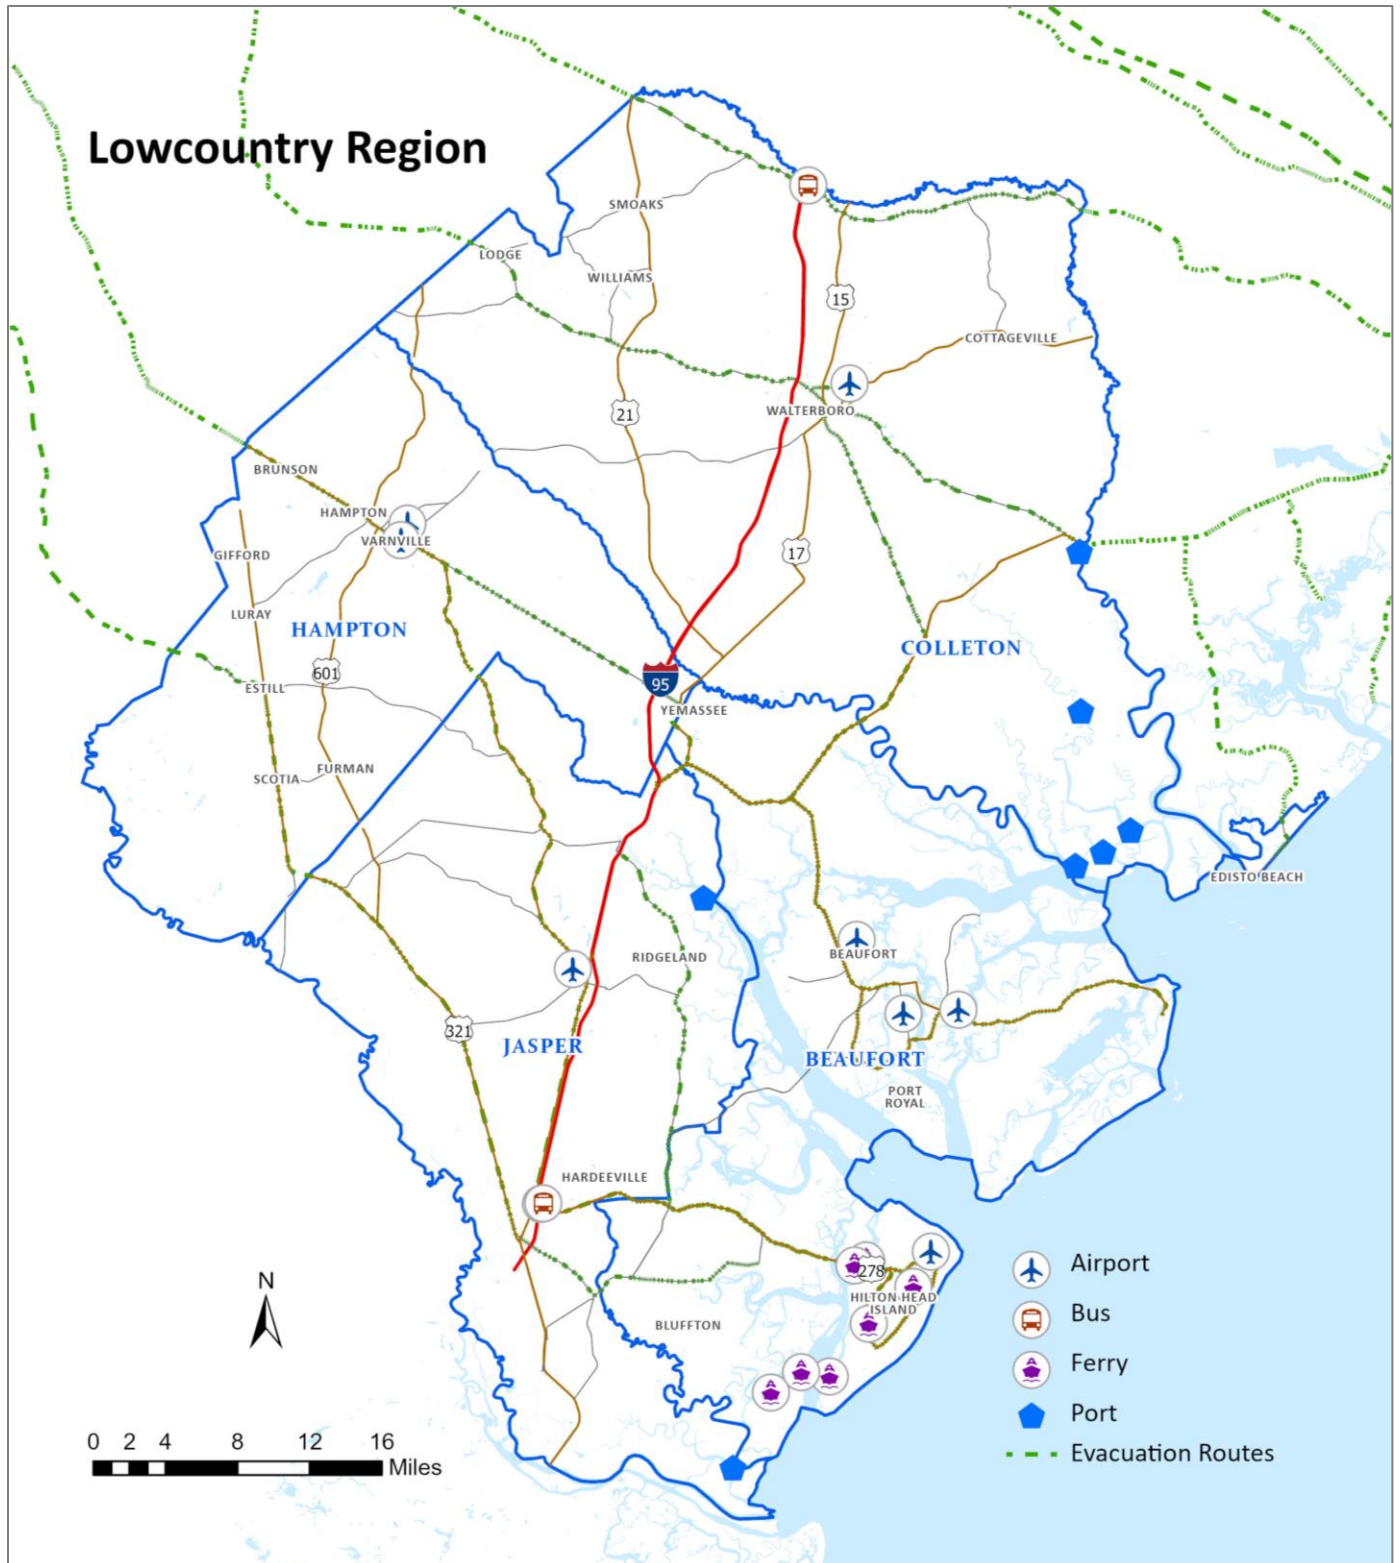 Lowcountry Region
SMOAKS
LODGE
WILLIAMS
15
COTTAGEVILLE
21
WALTERBORO
BRUNSON
HAMPTON
VARNVILLE
17
GIFFORD
LURAY
HAMPTON
COLLETON
601
95
ESTILL
YEMASSEE
FURMAN
SCOTIA
EDISTO BEACH
BEAUFORT
RIDGELAND
321
JASPER
BEAUFORT
PORT
ROYAL
HARDEEVILLE
278
HILTON HEAD
ISLAND
BLUFFTON
N
0 2 4 8 12 16
Miles
Airport
Bus
Ferry
Port
Evacuation Routes